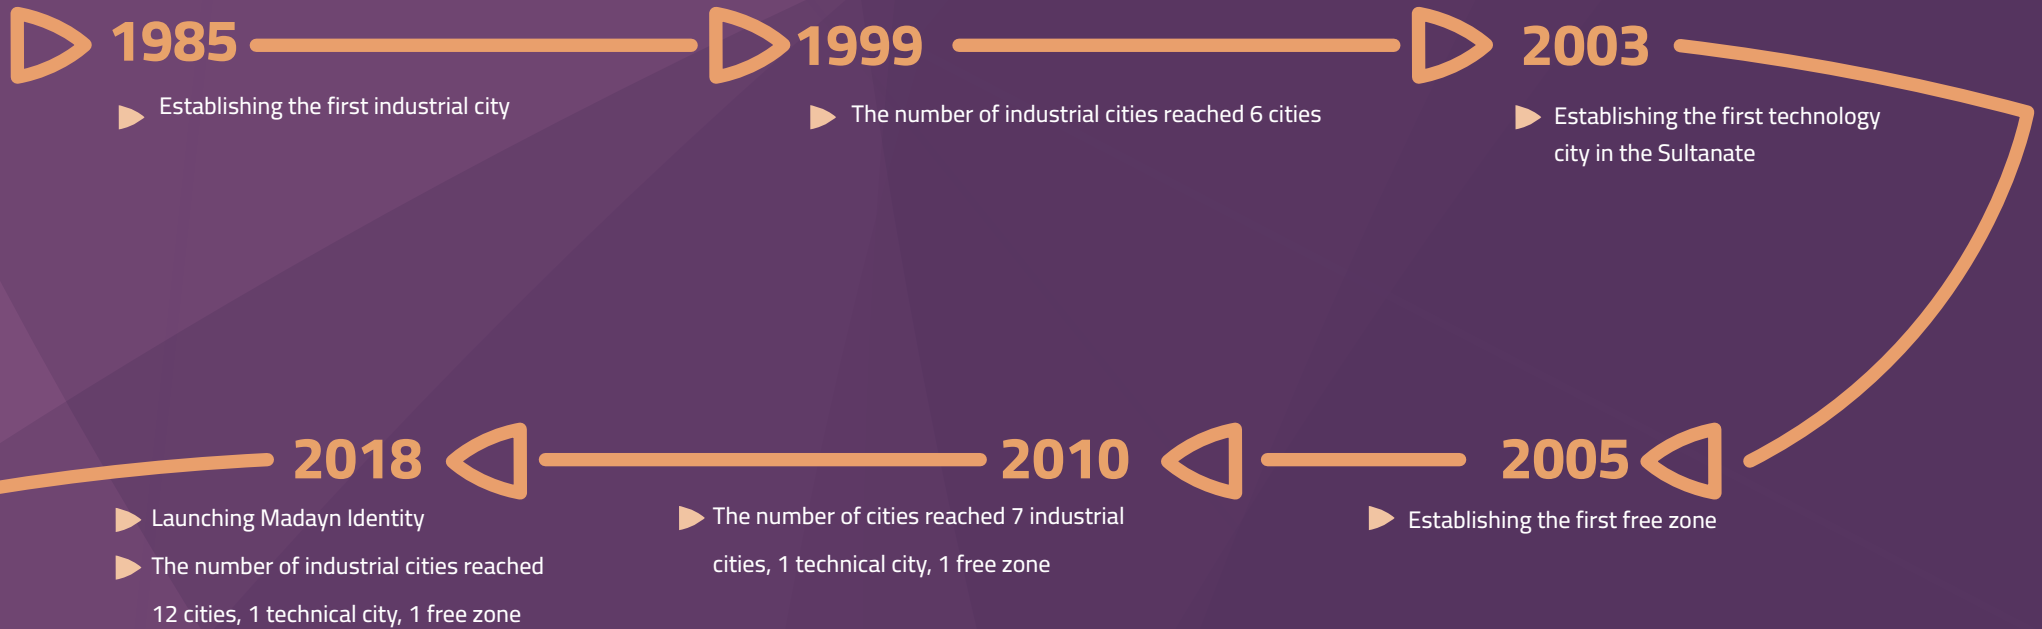 1985
Establishing the first industrial city
1999
The number of industrial cities reached 6 cities
2003
Establishing the first technology
city in the Sultanate
2005
Establishing the first free zone
2010
The number of cities reached 7 industrial
cities, 1 technical city, 1 free zone
2018
Launching Madayn Identity
The number of industrial cities reached
12 cities, 1 technical city, 1 free zone